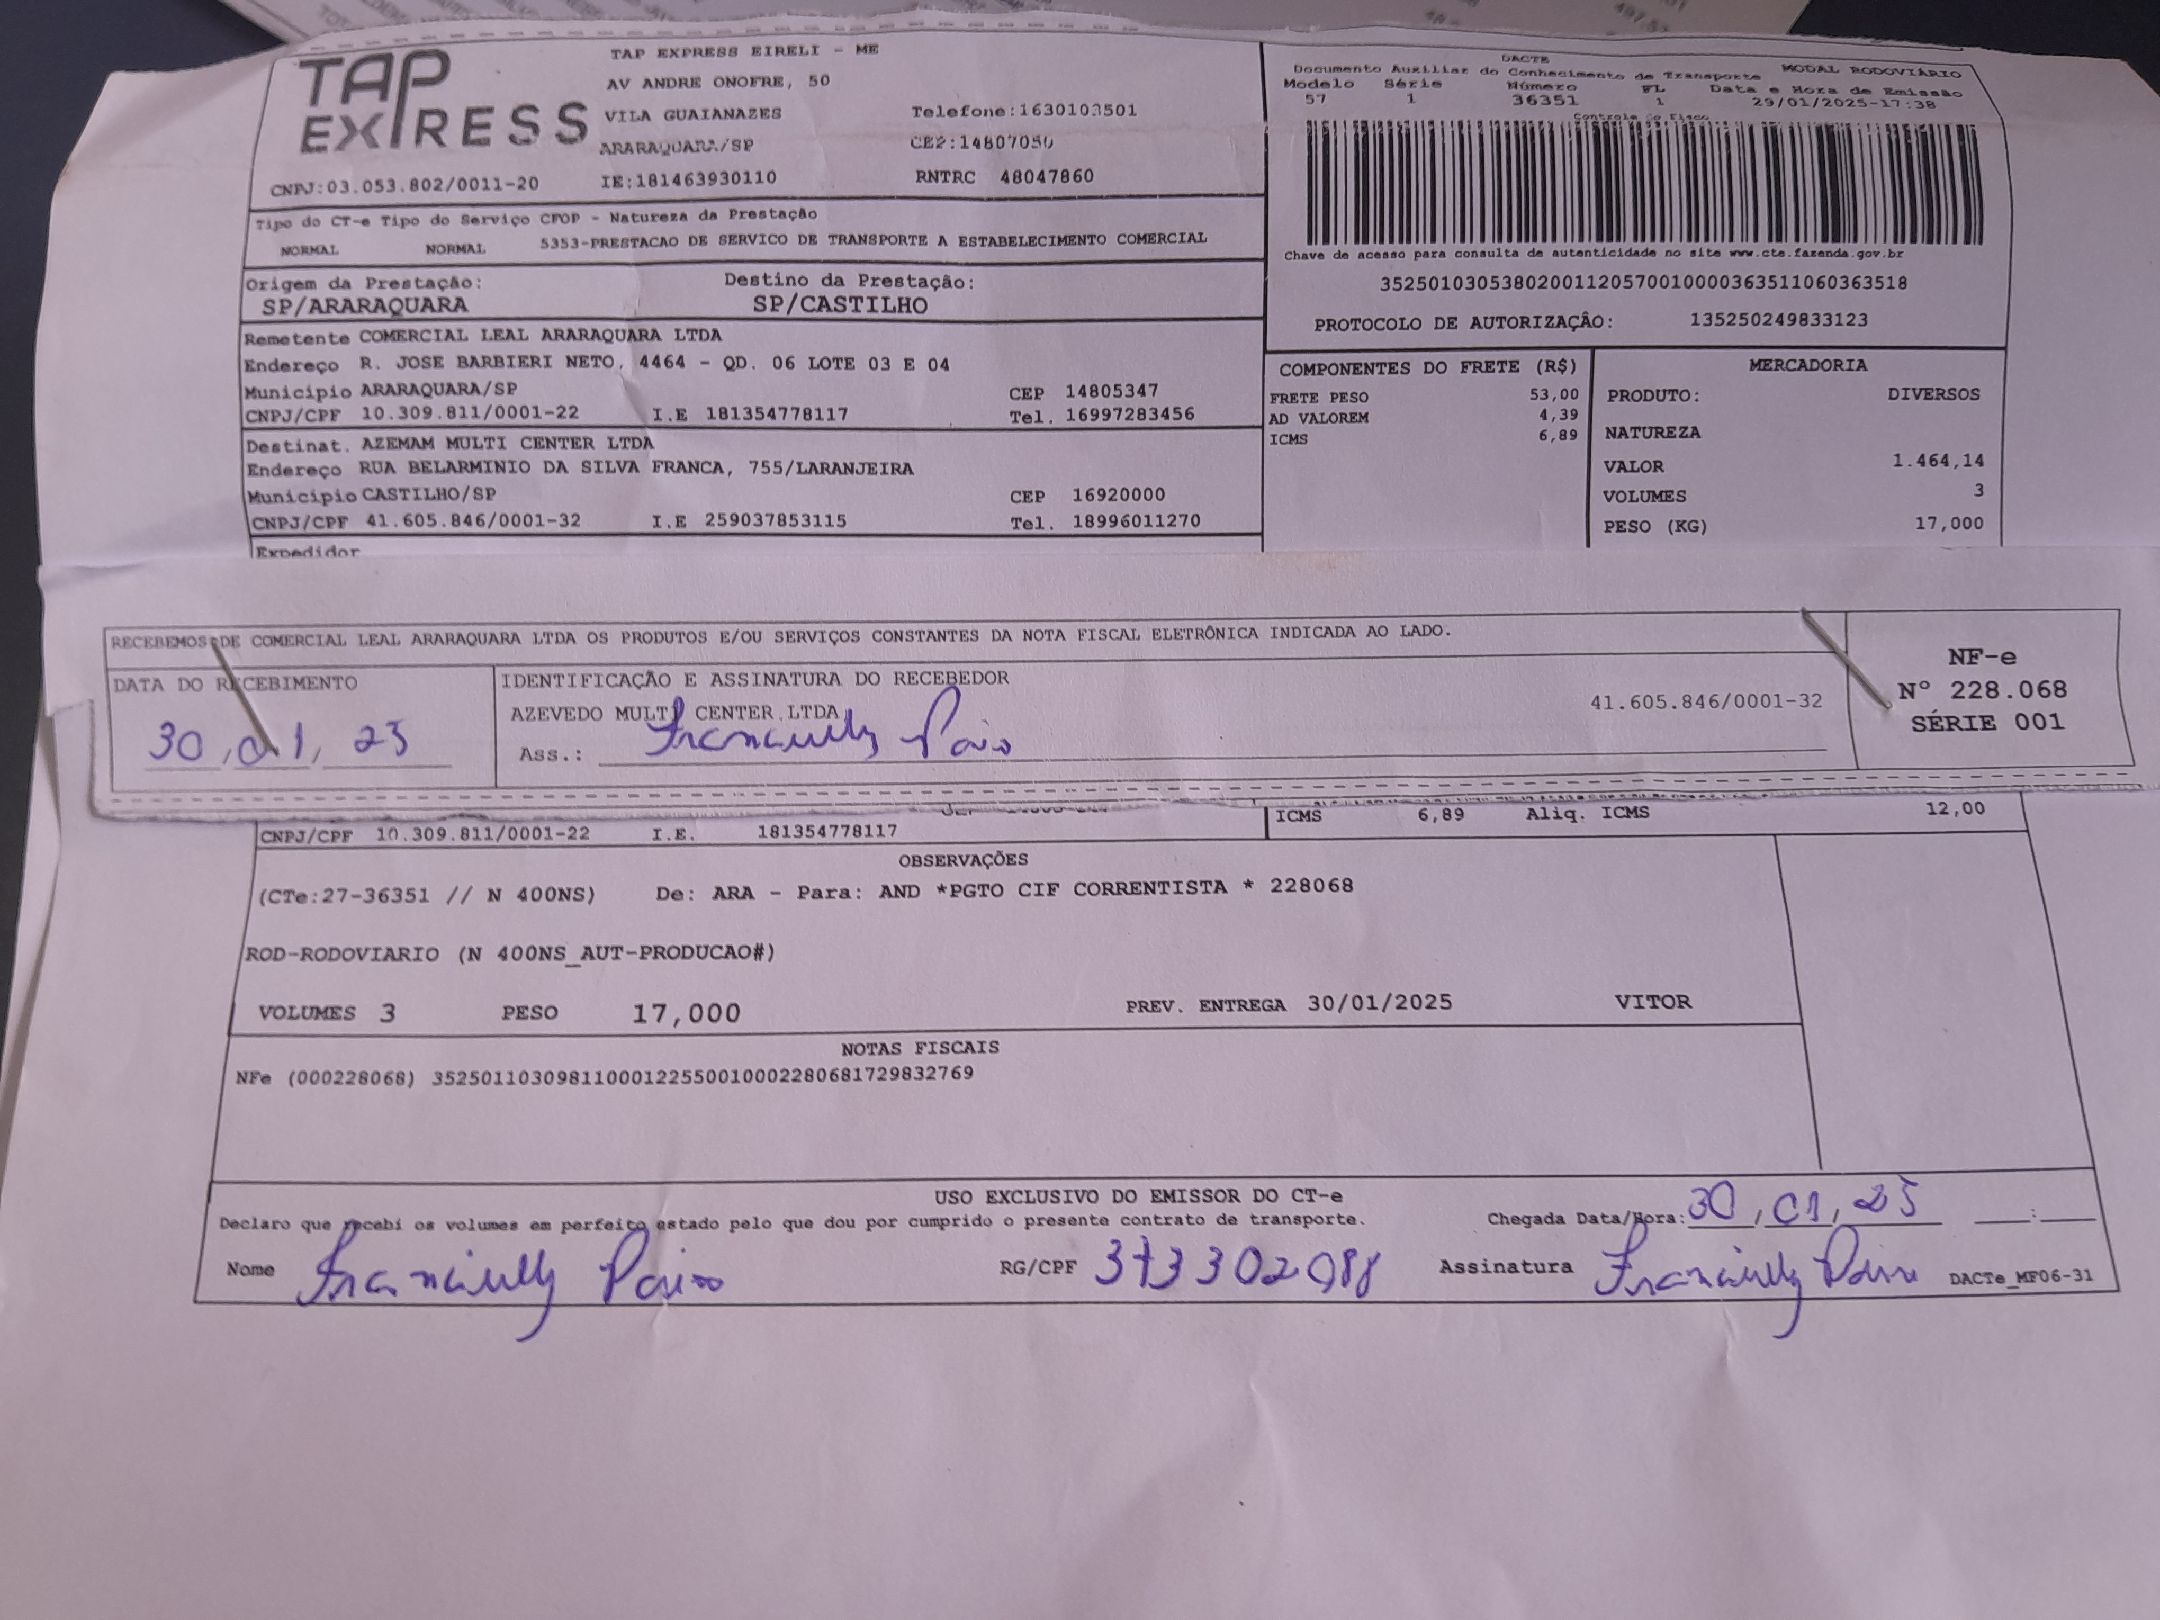 TAP EXPRESS
TAP EXPRESS EIRELI - ME
AV ANDRE ONOFRE, 50
VILA GUAIANAZES Telefone:1630103501
ARARAQUARA/SP CEP:14807050
CNPJ:03.053.802/0011-20 IE:181463930110 RNTRC 48047860
DACTE
Documento Auxiliar do Conhecimento de Transporte MODAL RODOVIÁRIO
Modelo Série Número FL Data e Hora de Emissão
57 1 36351 1 29/01/2025-17:38
Controle do Fisco
Chave de acesso para consulta de autenticidade no site www.cte.fazenda.gov.br
35250103053802001120570010000363511060363518
PROTOCOLO DE AUTORIZAÇÂO: 135250249833123
Tipo do CT-e Tipo do Serviço CFOP - Natureza da Prestação
NORMAL NORMAL 5353-PRESTACAO DE SERVICO DE TRANSPORTE A ESTABELECIMENTO COMERCIAL
Origem da Prestação: Destino da Prestação:
SP/ARARAQUARA SP/CASTILHO
Remetente COMERCIAL LEAL ARARAQUARA LTDA
Endereço R. JOSE BARBIERI NETO, 4464 - QD. 06 LOTE 03 E 04
Município ARARAQUARA/SP CEP 14805347
CNPJ/CPF 10.309.811/0001-22 I.E 181354778117 Tel. 16997283456
Destinat. AZEMAM MULTI CENTER LTDA
Endereço RUA BELARMINIO DA SILVA FRANCA, 755/LARANJEIRA
Município CASTILHO/SP CEP 16920000
CNPJ/CPF 41.605.846/0001-32 I.E 259037853115 Tel. 18996011270
Expedidor
COMPONENTES DO FRETE (R$)
FRETE PESO 53,00
AD VALOREM 4,39
ICMS 6,89
MERCADORIA
PRODUTO: DIVERSOS
NATUREZA
VALOR 1.464,14
VOLUMES 3
PESO (KG) 17,000
RECEBEMOS DE COMERCIAL LEAL ARARAQUARA LTDA OS PRODUTOS E/OU SERVIÇOS CONSTANTES DA NOTA FISCAL ELETRÔNICA INDICADA AO LADO.
DATA DO RECEBIMENTO
30, 01, 25
IDENTIFICAÇÃO E ASSINATURA DO RECEBEDOR
AZEVEDO MULTI CENTER LTDA 41.605.846/0001-32
Ass.:
NF-e
Nº 228.068
SÉRIE 001
CNPJ/CPF 10.309.811/0001-22 I.E. 181354778117
ICMS 6,89 Aliq. ICMS 12,00
OBSERVAÇÕES
(CTe:27-36351 // N 400NS) De: ARA - Para: AND *PGTO CIF CORRENTISTA * 228068
ROD-RODOVIARIO (N 400NS_AUT-PRODUCAO#)
VOLUMES 3 PESO 17,000 PREV. ENTREGA 30/01/2025 VITOR
NOTAS FISCAIS
NFe (000228068) 35250110309811000122550010002280681729832769
USO EXCLUSIVO DO EMISSOR DO CT-e
Declaro que recebi os volumes em perfeito estado pelo que dou por cumprido o presente contrato de transporte. Chegada Data/Hora: 30, 01, 25 :
Nome RG/CPF 373302088 Assinatura DACTe_MF06-31